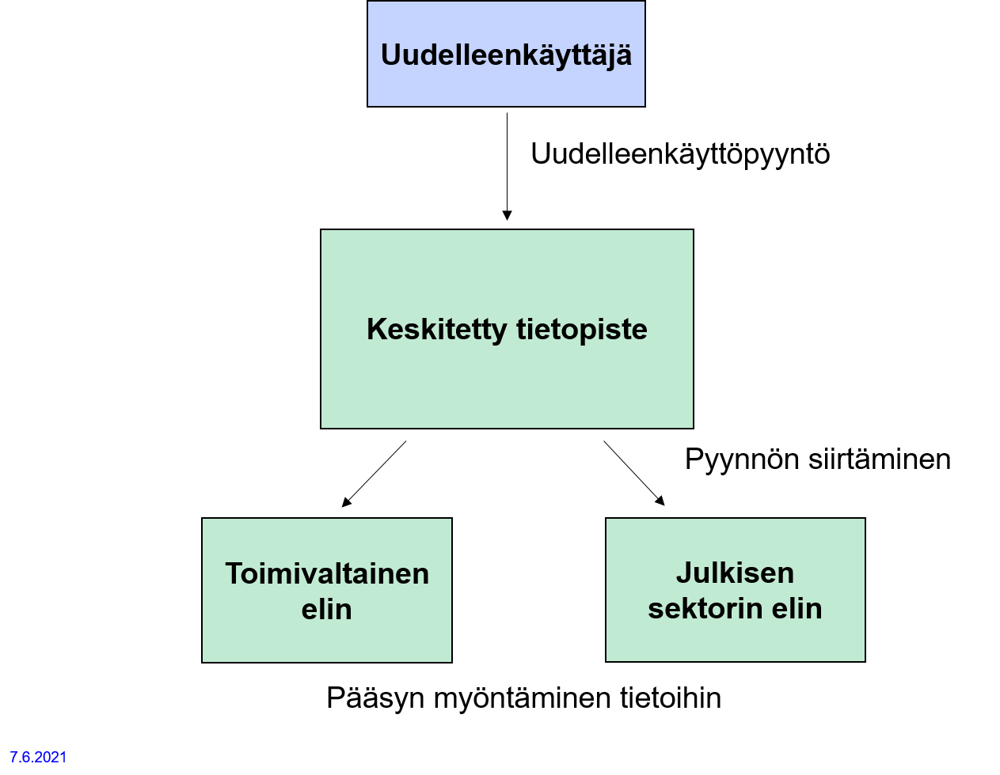 Uudelleenkäyttäjä
Uudelleenkäyttöpyyntö
Keskitetty tietopiste
Pyynnön siirtäminen
Toimivaltainen
elin
Julkisen
sektorin elin
Pääsyn myöntäminen tietoihin
7.6.2021